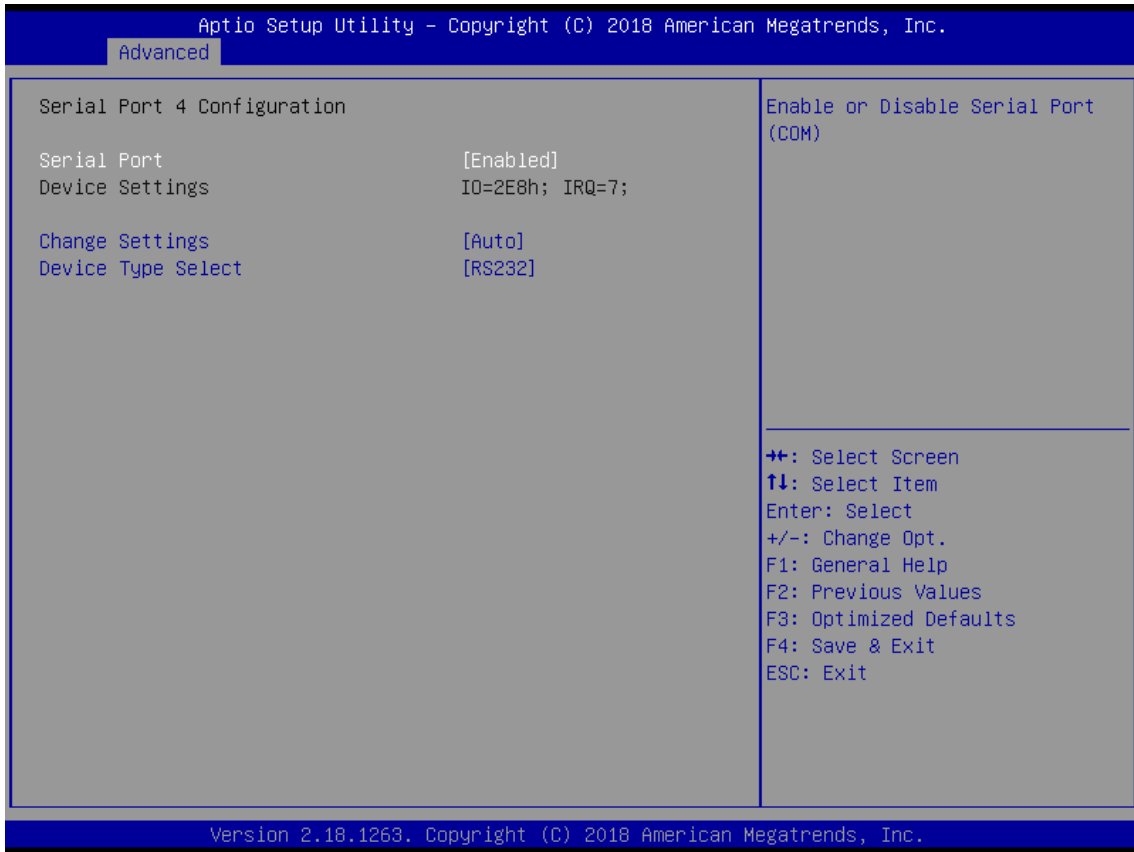 Aptio Setup Utility – Copyright (C) 2018 American Megatrends, Inc.
Advanced
Serial Port 4 Configuration
Serial Port [Enabled]
Device Settings IO=2E8h; IRQ=7;
Change Settings [Auto]
Device Type Select [RS232]
Enable or Disable Serial Port
(COM)
→←: Select Screen
↑↓: Select Item
Enter: Select
+/-: Change Opt.
F1: General Help
F2: Previous Values
F3: Optimized Defaults
F4: Save & Exit
ESC: Exit
Version 2.18.1263. Copyright (C) 2018 American Megatrends, Inc.